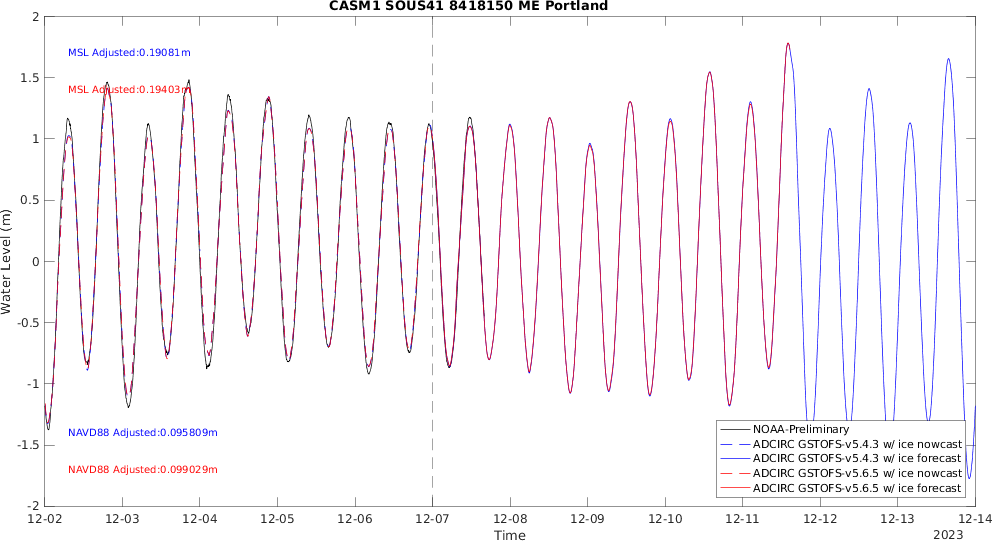 CASM1 SOUS41 8418150 ME Portland
2
1.5
1
0.5
0
-0.5
-1
-1.5
-2
Water Level (m)
MSL Adjusted:0.19081m
MSL Adjusted:0.19403m
NAVD88 Adjusted:0.095809m
NAVD88 Adjusted:0.099029m
NOAA-Preliminary
ADCIRC GSTOFS-v5.4.3 w/ ice nowcast
ADCIRC GSTOFS-v5.4.3 w/ ice forecast
ADCIRC GSTOFS-v5.6.5 w/ ice nowcast
ADCIRC GSTOFS-v5.6.5 w/ ice forecast
12-02 12-03 12-04 12-05 12-06 12-07 12-08 12-09 12-10 12-11 12-12 12-13 12-14
Time
2023